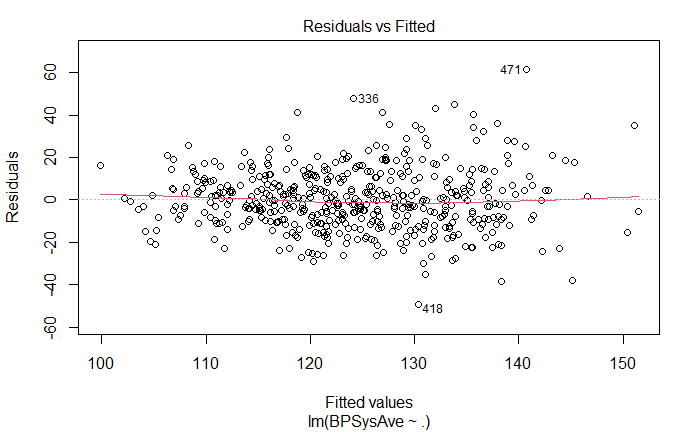 Residuals vs Fitted
Residuals
60
40
20
0
-20
-40
-60
471
336
418
100 110 120 130 140 150
Fitted values
lm(BPSysAve ~ .)